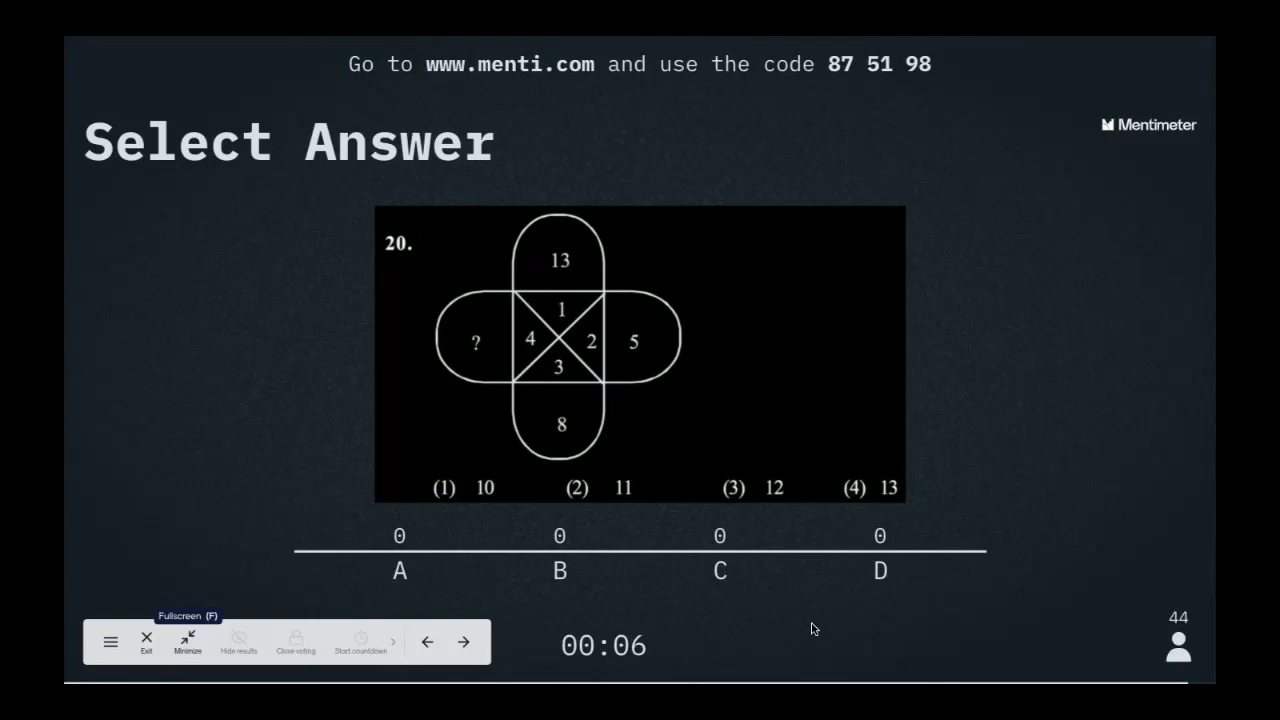 Go to www.menti.com and use the code 87 51 98
Select Answer
Mentimeter
20.
13
1
? 4 2 5
3
8
(1) 10 (2) 11 (3) 12 (4) 13
0 0 0 0
A B C D
Fullscreen (F)
44
Exit Minimize Hide results Close voting Start countdown
00:06